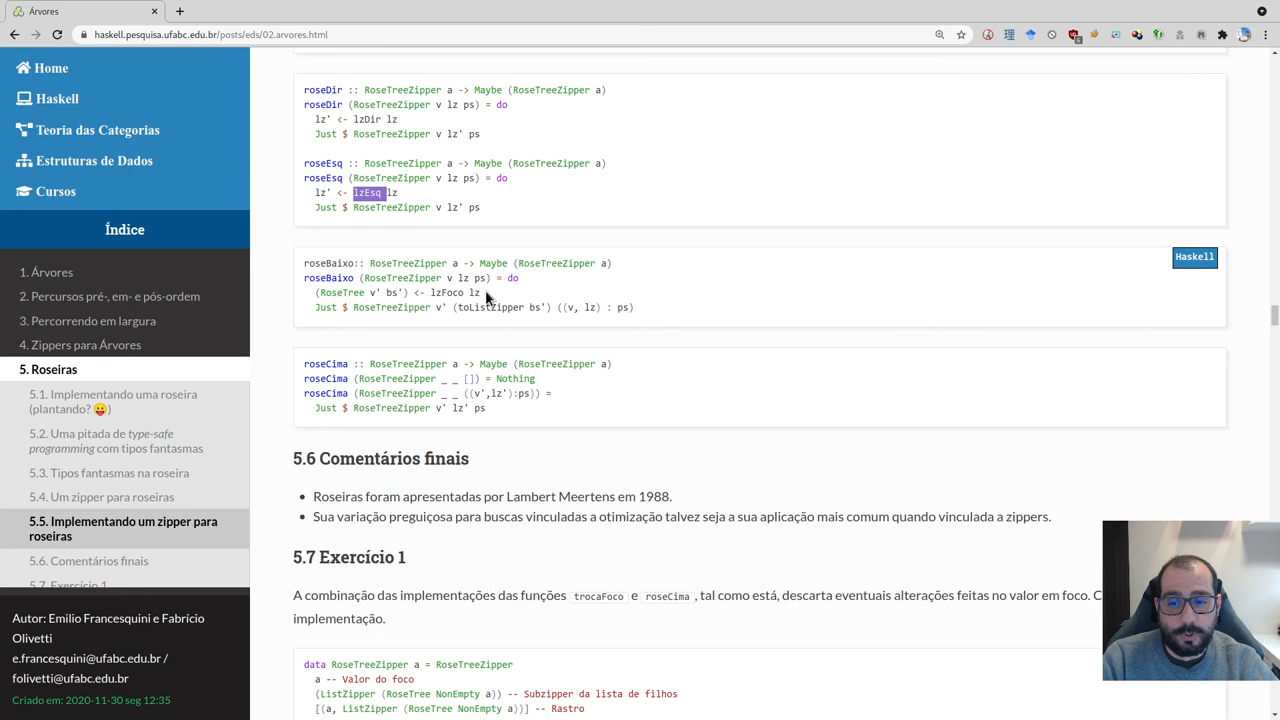 Árvores
haskell.pesquisa.ufabc.edu.br/posts/eds/02.arvores.html
Home
Haskell
Teoria das Categorias
Estruturas de Dados
Cursos
Índice
1. Árvores
2. Percursos pré-, em- e pós-ordem
3. Percorrendo em largura
4. Zippers para Árvores
5. Roseiras
5.1. Implementando uma roseira
(plantando? 😛)
5.2. Uma pitada de type-safe
programming com tipos fantasmas
5.3. Tipos fantasmas na roseira
5.4. Um zipper para roseiras
5.5. Implementando um zipper para
roseiras
5.6. Comentários finais
5.7. Exercício 1
Autor: Emilio Francesquini e Fabrício
Olivetti
e.francesquini@ufabc.edu.br /
folivetti@ufabc.edu.br
Criado em: 2020-11-30 seg 12:35
roseDir :: RoseTreeZipper a -> Maybe (RoseTreeZipper a)
roseDir (RoseTreeZipper v lz ps) = do
lz' <- lzDir lz
Just $ RoseTreeZipper v lz' ps
roseEsq :: RoseTreeZipper a -> Maybe (RoseTreeZipper a)
roseEsq (RoseTreeZipper v lz ps) = do
lz' <- lzEsq lz
Just $ RoseTreeZipper v lz' ps
Haskell
roseBaixo:: RoseTreeZipper a -> Maybe (RoseTreeZipper a)
roseBaixo (RoseTreeZipper v lz ps) = do
(RoseTree v' bs') <- lzFoco lz
Just $ RoseTreeZipper v' (toListZipper bs') ((v, lz) : ps)
roseCima :: RoseTreeZipper a -> Maybe (RoseTreeZipper a)
roseCima (RoseTreeZipper _ _ []) = Nothing
roseCima (RoseTreeZipper _ _ ((v',lz'):ps)) =
Just $ RoseTreeZipper v' lz' ps
5.6 Comentários finais
• Roseiras foram apresentadas por Lambert Meertens em 1988.
• Sua variação preguiçosa para buscas vinculadas a otimização talvez seja a sua aplicação mais comum quando vinculada a zippers.
5.7 Exercício 1
A combinação das implementações das funções trocaFoco e roseCima, tal como está, descarta eventuais alterações feitas no valor em foco. C
implementação.
data RoseTreeZipper a = RoseTreeZipper
a -- Valor do foco
(ListZipper (RoseTree NonEmpty a)) -- Subzipper da lista de filhos
[(a, ListZipper (RoseTree NonEmpty a))] -- Rastro